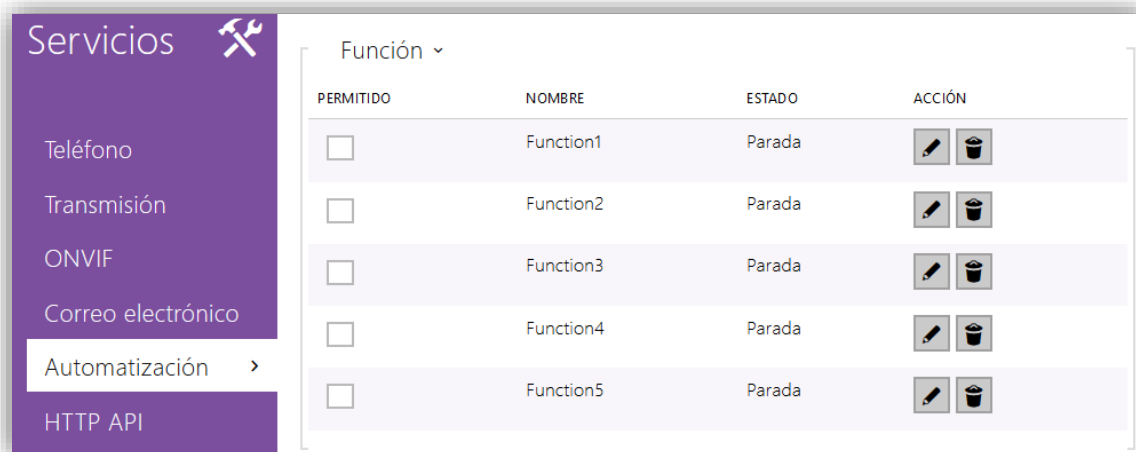 Servicios
Teléfono
Transmisión
ONVIF
Correo electrónico
Automatización
HTTP API
Función
PERMITIDO NOMBRE ESTADO ACCIÓN
Function1 Parada
Function2 Parada
Function3 Parada
Function4 Parada
Function5 Parada